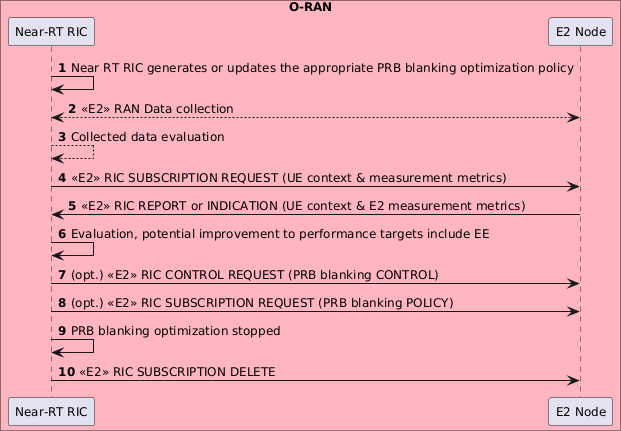 O-RAN
Near-RT RIC
E2 Node
1 Near RT RIC generates or updates the appropriate PRB blanking optimization policy
2 «E2» RAN Data collection
3 Collected data evaluation
4 «E2» RIC SUBSCRIPTION REQUEST (UE context & measurement metrics)
5 «E2» RIC REPORT or INDICATION (UE context & E2 measurement metrics)
6 Evaluation, potential improvement to performance targets include EE
7 (opt.) «E2» RIC CONTROL REQUEST (PRB blanking CONTROL)
8 (opt.) «E2» RIC SUBSCRIPTION REQUEST (PRB blanking POLICY)
9 PRB blanking optimization stopped
10 «E2» RIC SUBSCRIPTION DELETE
Near-RT RIC
E2 Node